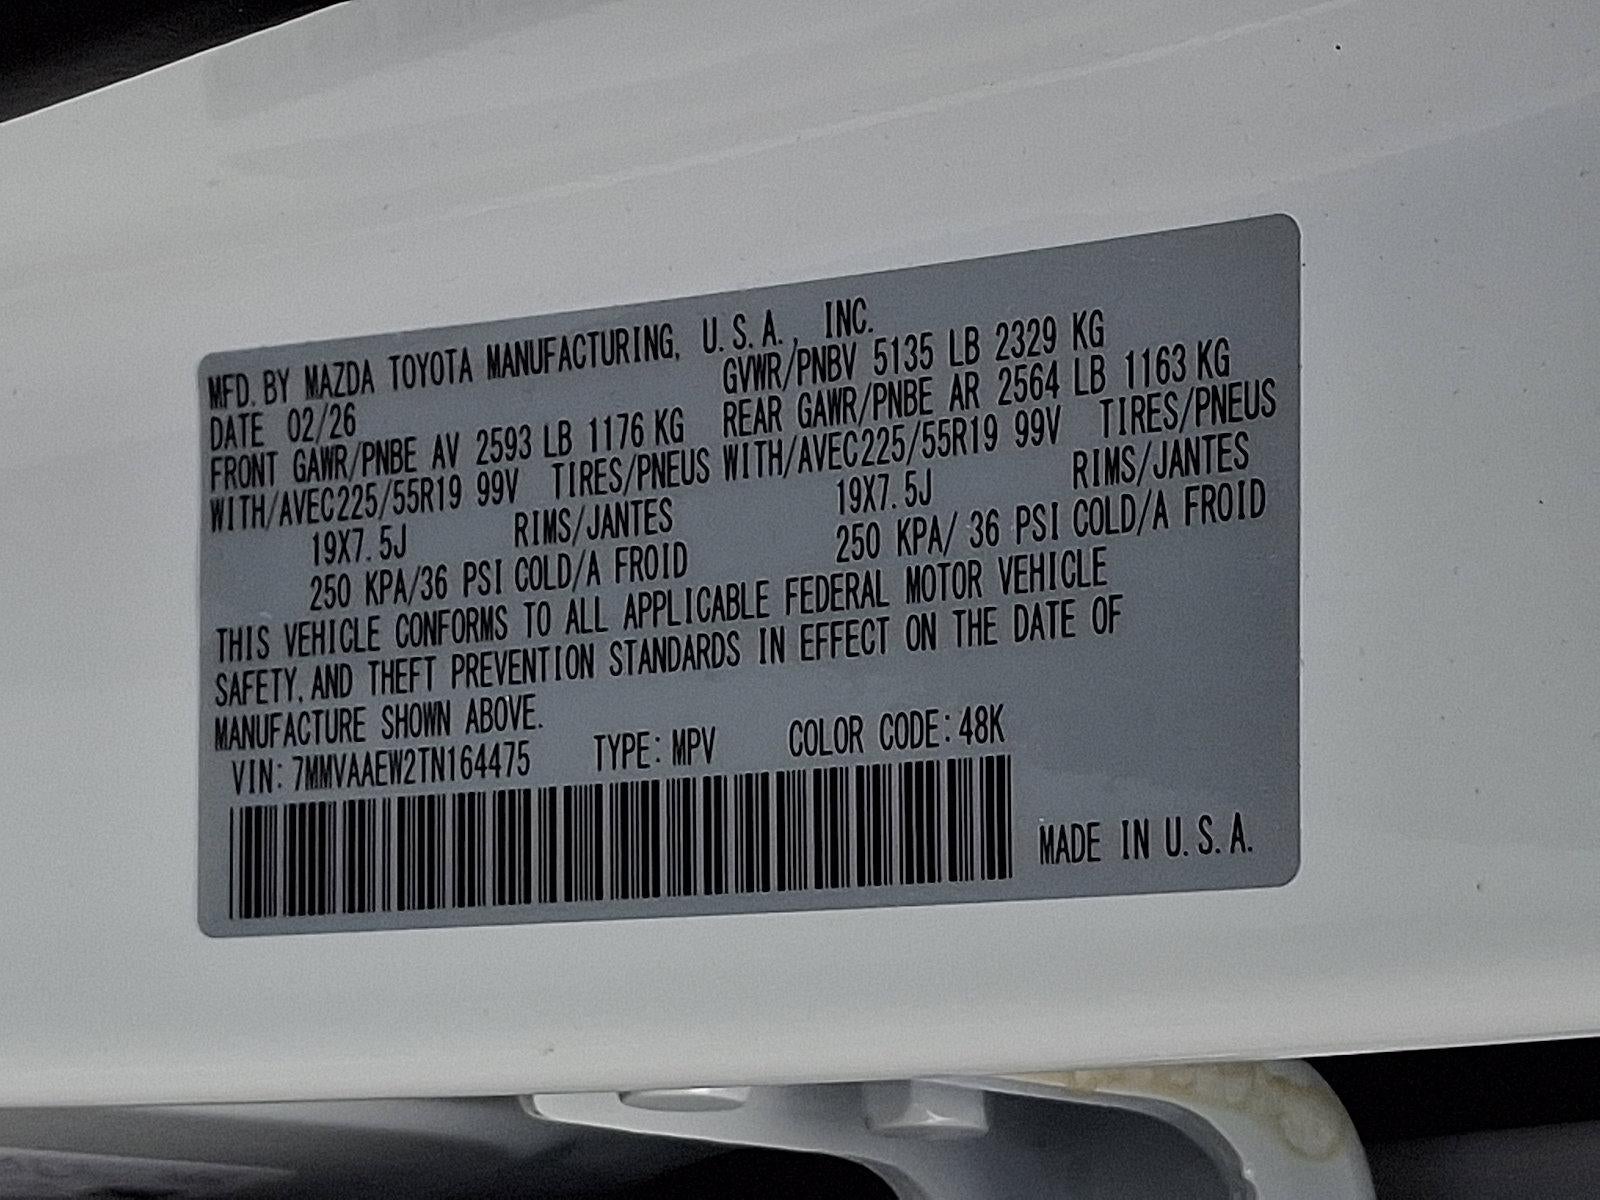 MFD. BY MAZDA TOYOTA MANUFACTURING, U.S.A., INC.
DATE 02/26 GVWR/PNBV 5135 LB 2329 KG
FRONT GAWR/PNBE AV 2593 LB 1176 KG REAR GAWR/PNBE AR 2564 LB 1163 KG
WITH/AVEC225/55R19 99V TIRES/PNEUS WITH/AVEC225/55R19 99V TIRES/PNEUS
19X7.5J RIMS/JANTES 19X7.5J RIMS/JANTES
250 KPA/36 PSI COLD/A FROID 250 KPA/ 36 PSI COLD/A FROID
THIS VEHICLE CONFORMS TO ALL APPLICABLE FEDERAL MOTOR VEHICLE
SAFETY, AND THEFT PREVENTION STANDARDS IN EFFECT ON THE DATE OF
MANUFACTURE SHOWN ABOVE.
VIN: 7MMVAAEW2TN164475 TYPE: MPV COLOR CODE: 48K
MADE IN U.S.A.